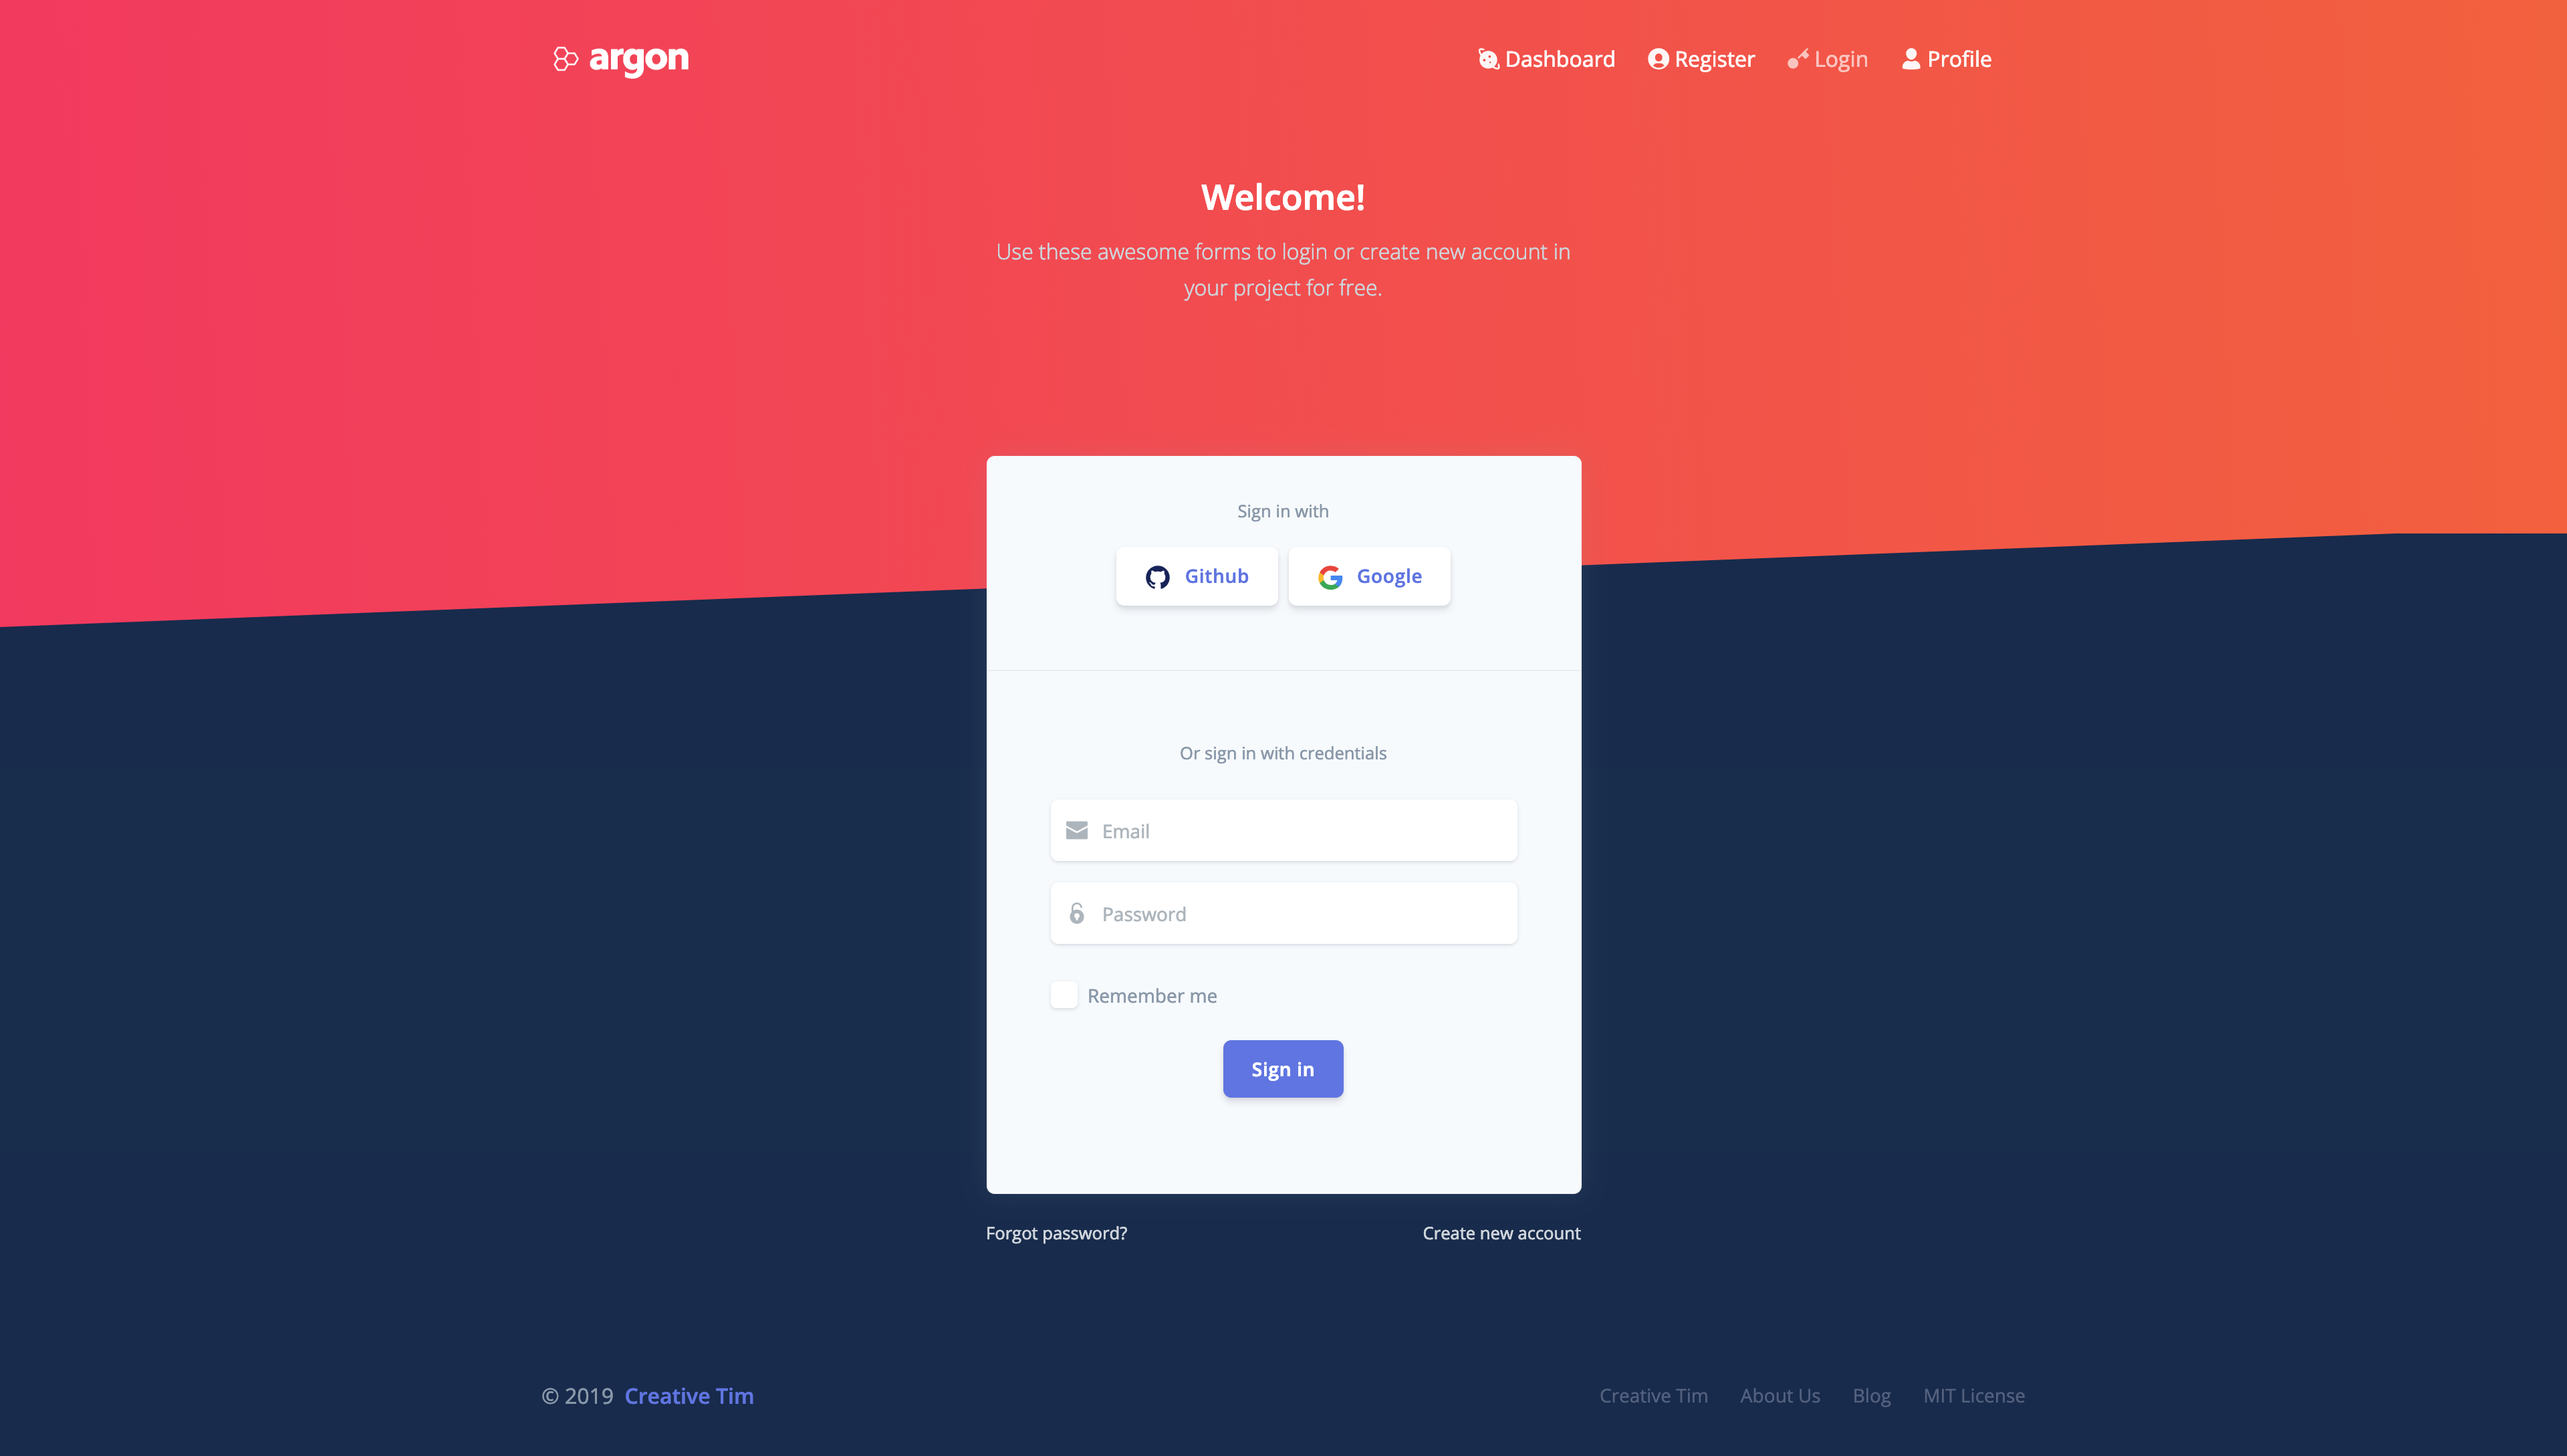 argon
Dashboard Register Login Profile
Welcome!
Use these awesome forms to login or create new account in
your project for free.
Sign in with
Github Google
Or sign in with credentials
Email
Password
Remember me
Sign in
Forgot password? Create new account
© 2019 Creative Tim Creative Tim About Us Blog MIT License